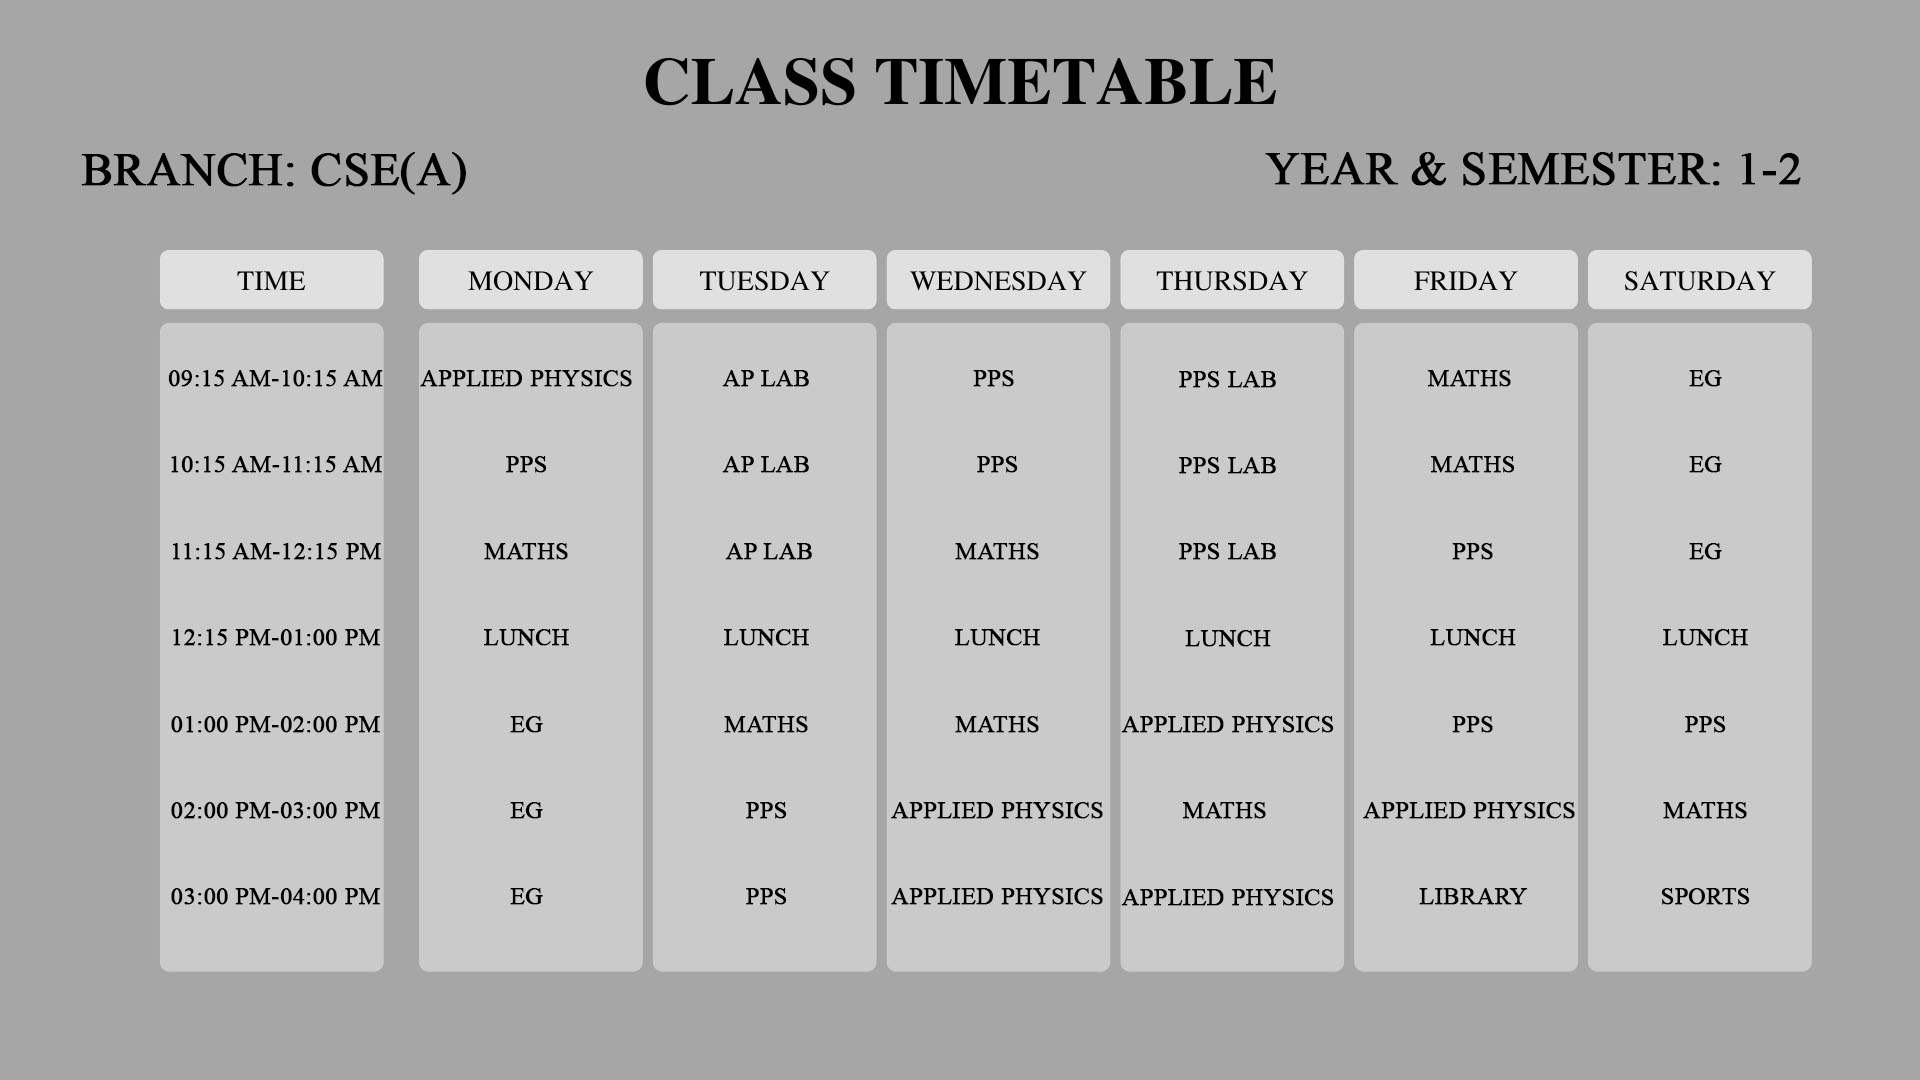 CLASS TIMETABLE
BRANCH: CSE(A) YEAR & SEMESTER: 1-2
TIME MONDAY TUESDAY WEDNESDAY THURSDAY FRIDAY SATURDAY
09:15 AM-10:15 AM APPLIED PHYSICS AP LAB PPS PPS LAB MATHS EG
10:15 AM-11:15 AM PPS AP LAB PPS PPS LAB MATHS EG
11:15 AM-12:15 PM MATHS AP LAB MATHS PPS LAB PPS EG
12:15 PM-01:00 PM LUNCH LUNCH LUNCH LUNCH LUNCH LUNCH
01:00 PM-02:00 PM EG MATHS MATHS APPLIED PHYSICS PPS PPS
02:00 PM-03:00 PM EG PPS APPLIED PHYSICS MATHS APPLIED PHYSICS MATHS
03:00 PM-04:00 PM EG PPS APPLIED PHYSICS APPLIED PHYSICS LIBRARY SPORTS